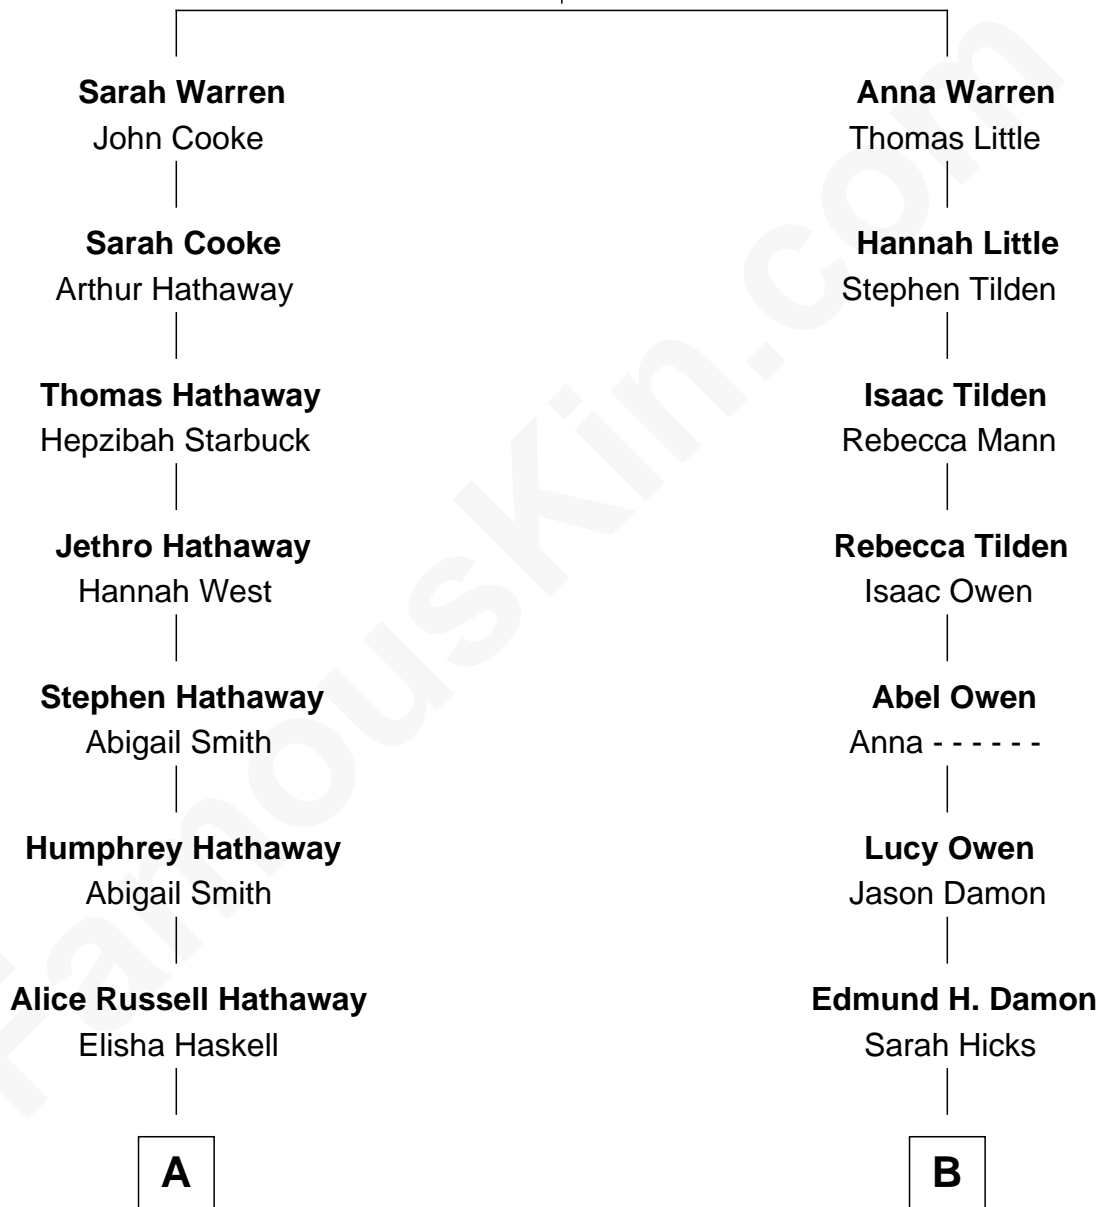 Sarah Warren
John Cooke
Anna Warren
Thomas Little
Sarah Cooke
Arthur Hathaway
Hannah Little
Stephen Tilden
Thomas Hathaway
Hepzibah Starbuck
Isaac Tilden
Rebecca Mann
Jethro Hathaway
Hannah West
Rebecca Tilden
Isaac Owen
Stephen Hathaway
Abigail Smith
Abel Owen
Anna - - - - - -
Humphrey Hathaway
Abigail Smith
Lucy Owen
Jason Damon
Alice Russell Hathaway
Elisha Haskell
Edmund H. Damon
Sarah Hicks
A
B
FamousKin.com